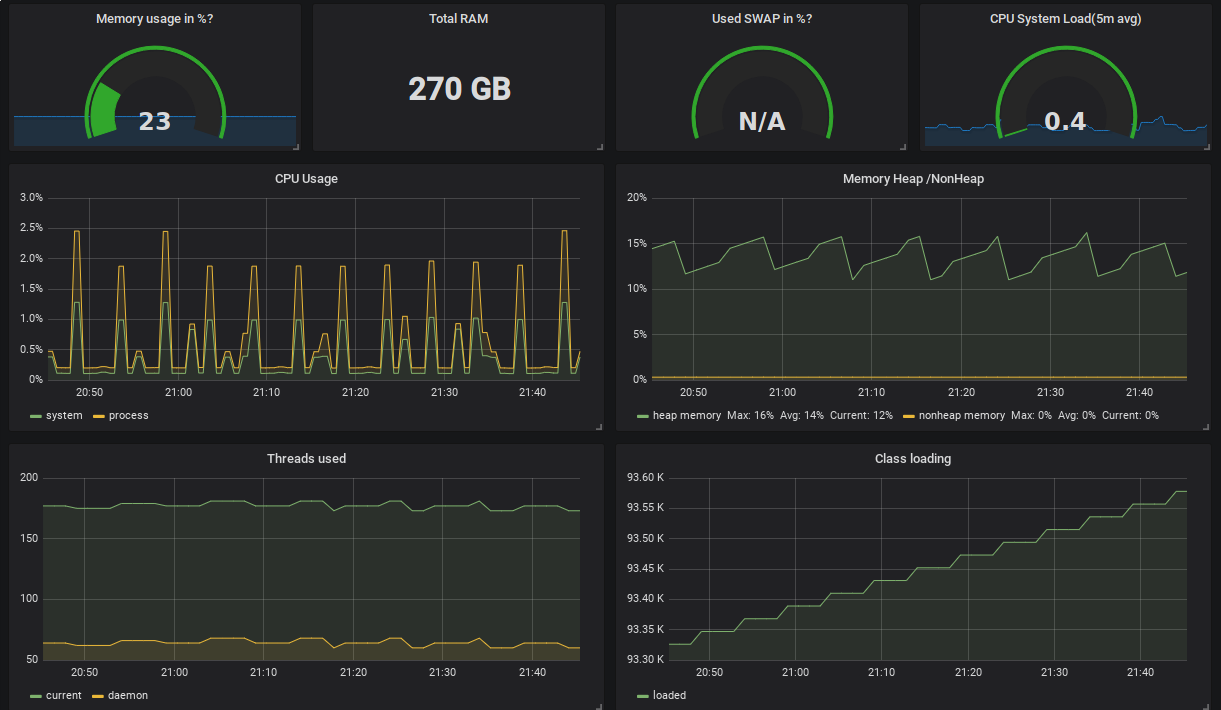 Memory usage in %?
23
Total RAM
270 GB
Used SWAP in %?
N/A
CPU System Load(5m avg)
0.4
CPU Usage
3.0%
2.5%
2.0%
1.5%
1.0%
0.5%
0%
20:50 21:00 21:10 21:20 21:30 21:40
system process
Memory Heap /NonHeap
20%
15%
10%
5%
0%
20:50 21:00 21:10 21:20 21:30 21:40
heap memory Max: 16% Avg: 14% Current: 12% nonheap memory Max: 0% Avg: 0% Current: 0%
Threads used
200
150
100
50
20:50 21:00 21:10 21:20 21:30 21:40
current daemon
Class loading
93.60 K
93.55 K
93.50 K
93.45 K
93.40 K
93.35 K
93.30 K
20:50 21:00 21:10 21:20 21:30 21:40
loaded